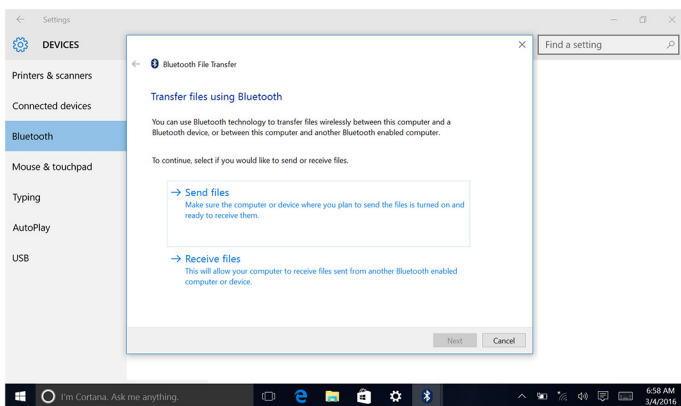 Settings
DEVICES
Find a setting
Printers & scanners
Connected devices
Bluetooth
Mouse & touchpad
Typing
AutoPlay
USB
Bluetooth File Transfer
Transfer files using Bluetooth
You can use Bluetooth technology to transfer files wirelessly between this computer and a
Bluetooth device, or between this computer and another Bluetooth enabled computer.
To continue, select if you would like to send or receive files.
Send files
Make sure the computer or device where you plan to send the files is turned on and
ready to receive them.
Receive files
This will allow your computer to receive files sent from another Bluetooth enabled
computer or device.
Next
Cancel
I'm Cortana. Ask me anything.
6:58 AM
3/4/2016